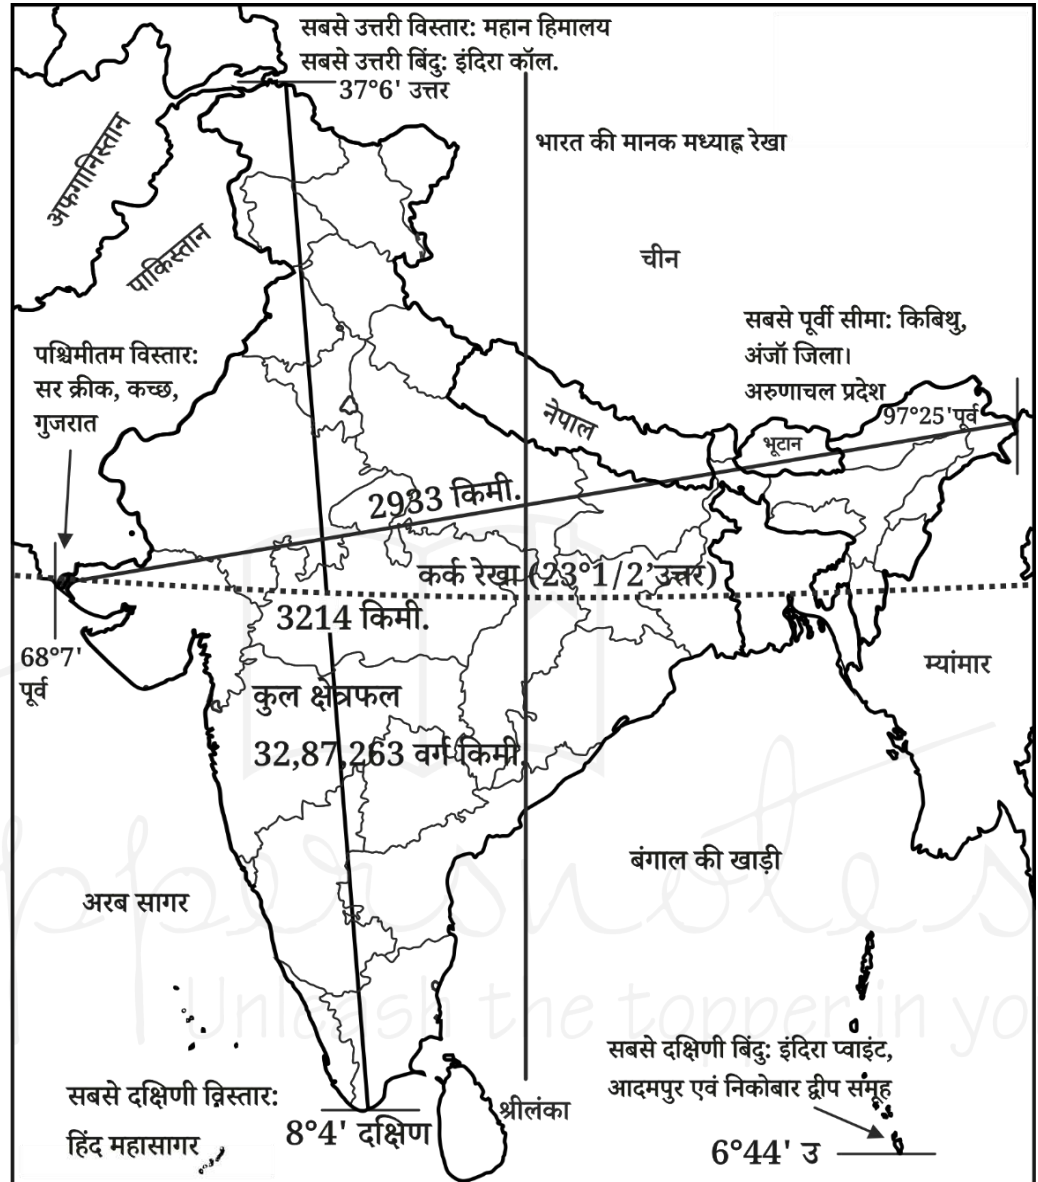 सबसे उत्तरी विस्तार: महान हिमालय
सबसे उत्तरी बिंदु: इंदिरा कॉल.
37°6' उत्तर
भारत की मानक मध्याह्न रेखा
अफगानिस्तान
पाकिस्तान
चीन
सबसे पूर्वी सीमा: किबिथु,
अंजॉ जिला।
अरुणाचल प्रदेश
97°25'पूर्व
पश्चिमीतम विस्तार:
सर क्रीक, कच्छ,
गुजरात
नेपाल
भूटान
2933 किमी.
कर्क रेखा (23°1/2’उत्तर)
3214 किमी.
68°7'
पूर्व
म्यांमार
कुल क्षेत्रफल
32,87,263 वर्ग किमी.
बंगाल की खाड़ी
अरब सागर
Unleash the topper in yo
सबसे दक्षिणी बिंदु: इंदिरा प्वाइंट,
आदमपुर एवं निकोबार द्वीप समूह
सबसे दक्षिणी विस्तार:
हिंद महासागर
श्रीलंका
8°4' दक्षिण
6°44' उ